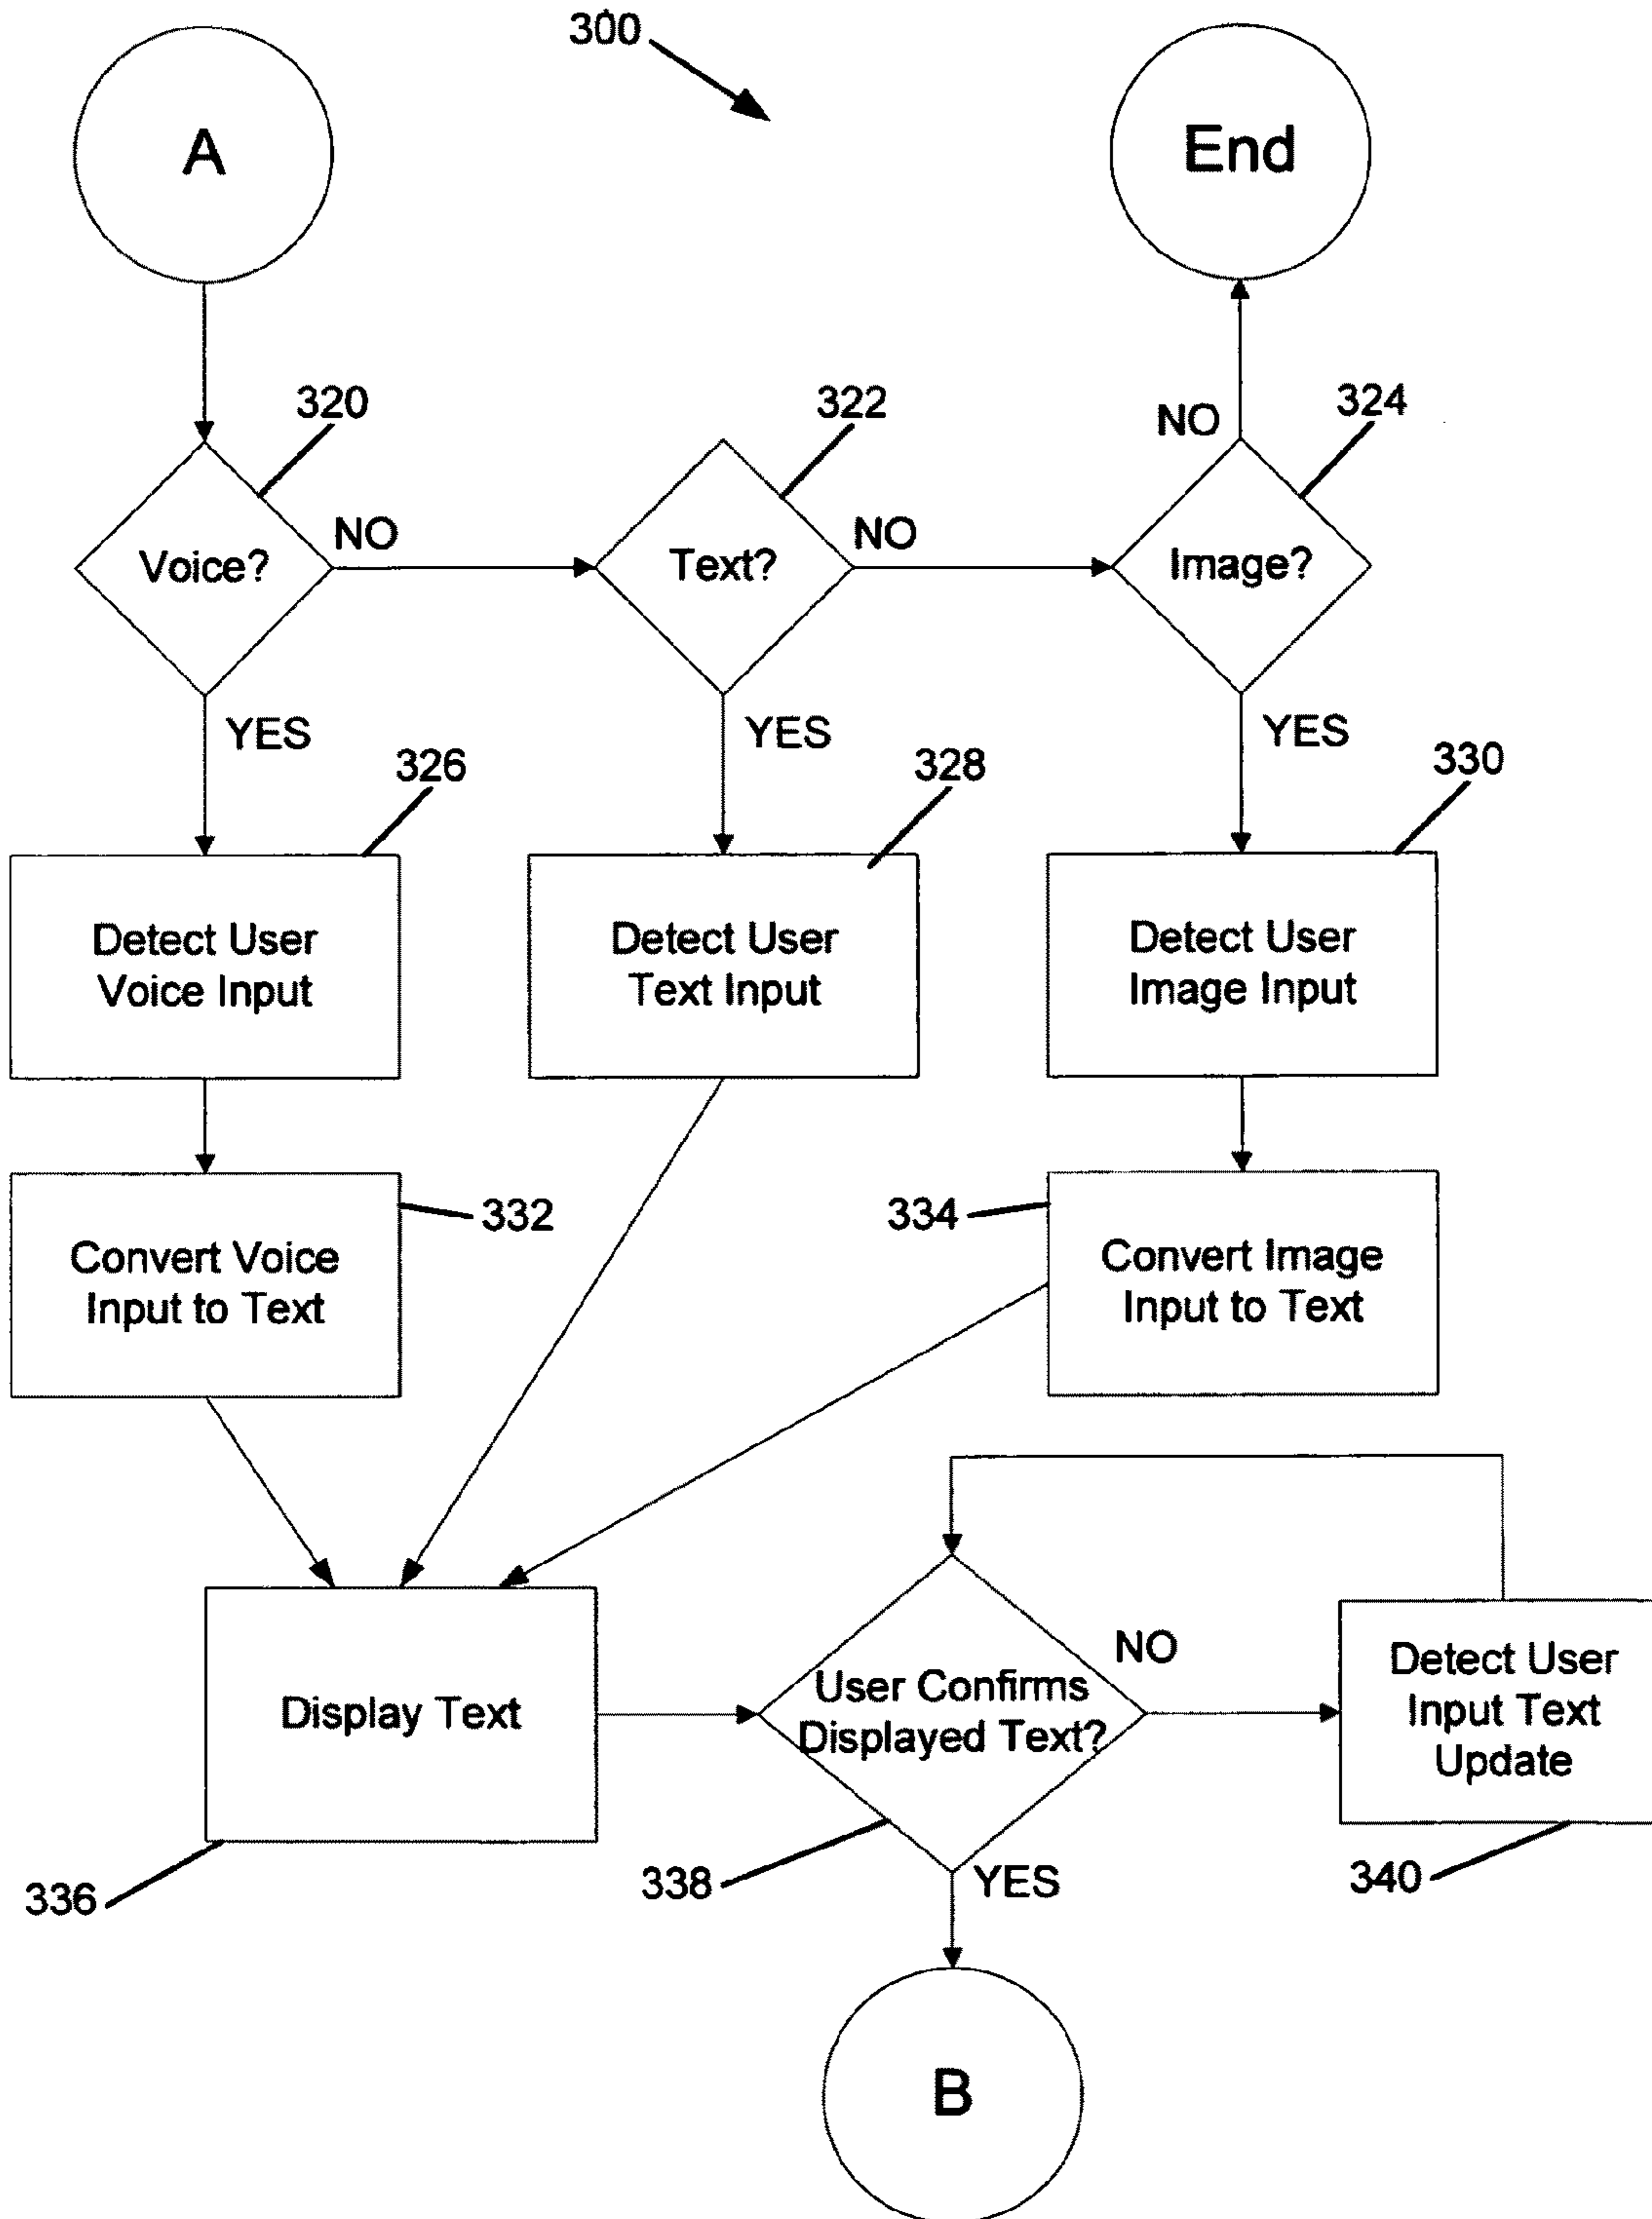 300
A
End
320
322
324
NO
Voice?
NO
Text?
NO
Image?
YES
YES
YES
326
328
330
Detect User
Voice Input
Detect User
Text Input
Detect User
Image Input
332
334
Convert Voice
Input to Text
Convert Image
Input to Text
Display Text
User Confirms
Displayed Text?
NO
Detect User
Input Text
Update
336
338
YES
340
B